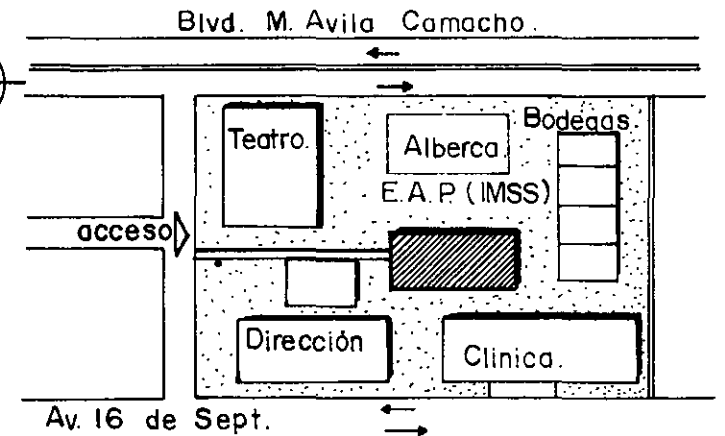 Blvd. M. Avila Camacho.
Teatro.
Alberca
Bodegas.
E.A.P. (IMSS)
acceso
Dirección
Clinica.
Av. 16 de Sept.